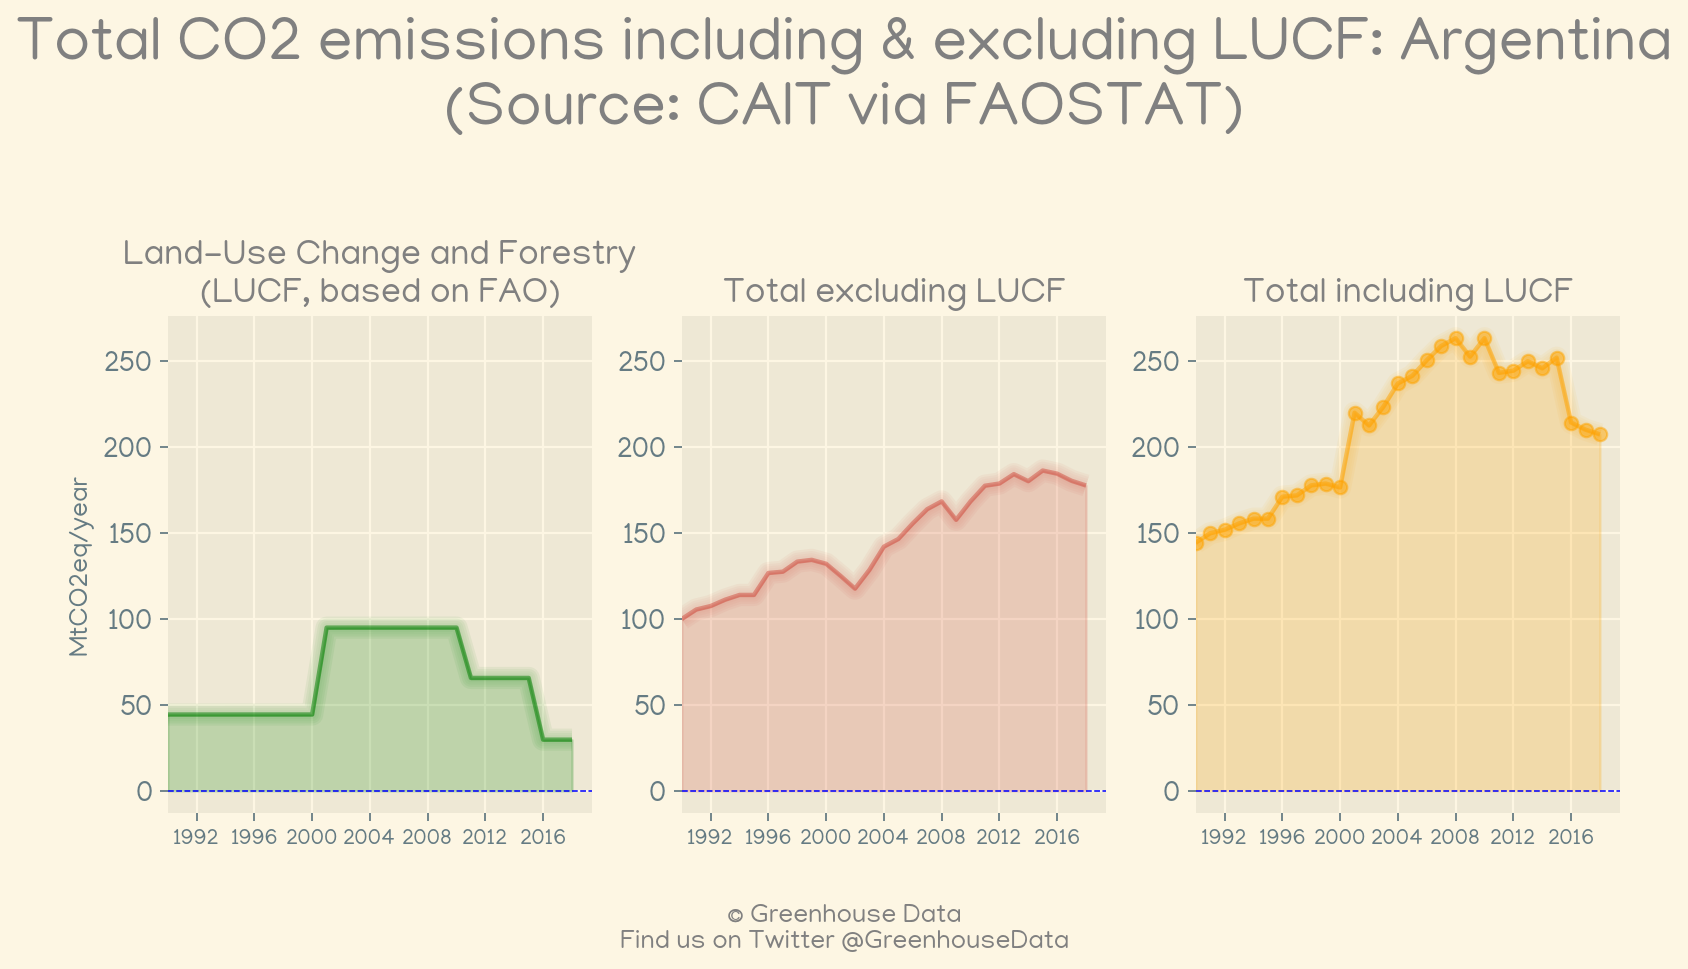 Total CO2 emissions including & excluding LUCF: Argentina
(Source: CAIT via FAOSTAT)
Land-Use Change and Forestry
(LUCF, based on FAO)
MtCO2eq/year
250
200
150
100
50
0
1992 1996 2000 2004 2008 2012 2016
Total excluding LUCF
250
200
150
100
50
0
1992 1996 2000 2004 2008 2012 2016
Total including LUCF
250
200
150
100
50
0
1992 1996 2000 2004 2008 2012 2016
© Greenhouse Data
Find us on Twitter @GreenhouseData